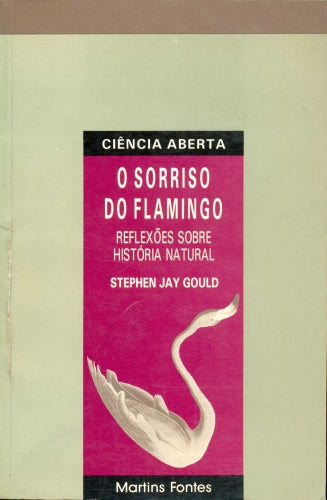 CIÊNCIA ABERTA
O SORRISO
DO FLAMINGO
REFLEXÕES SOBRE
HISTÓRIA NATURAL
STEPHEN JAY GOULD
Martins Fontes